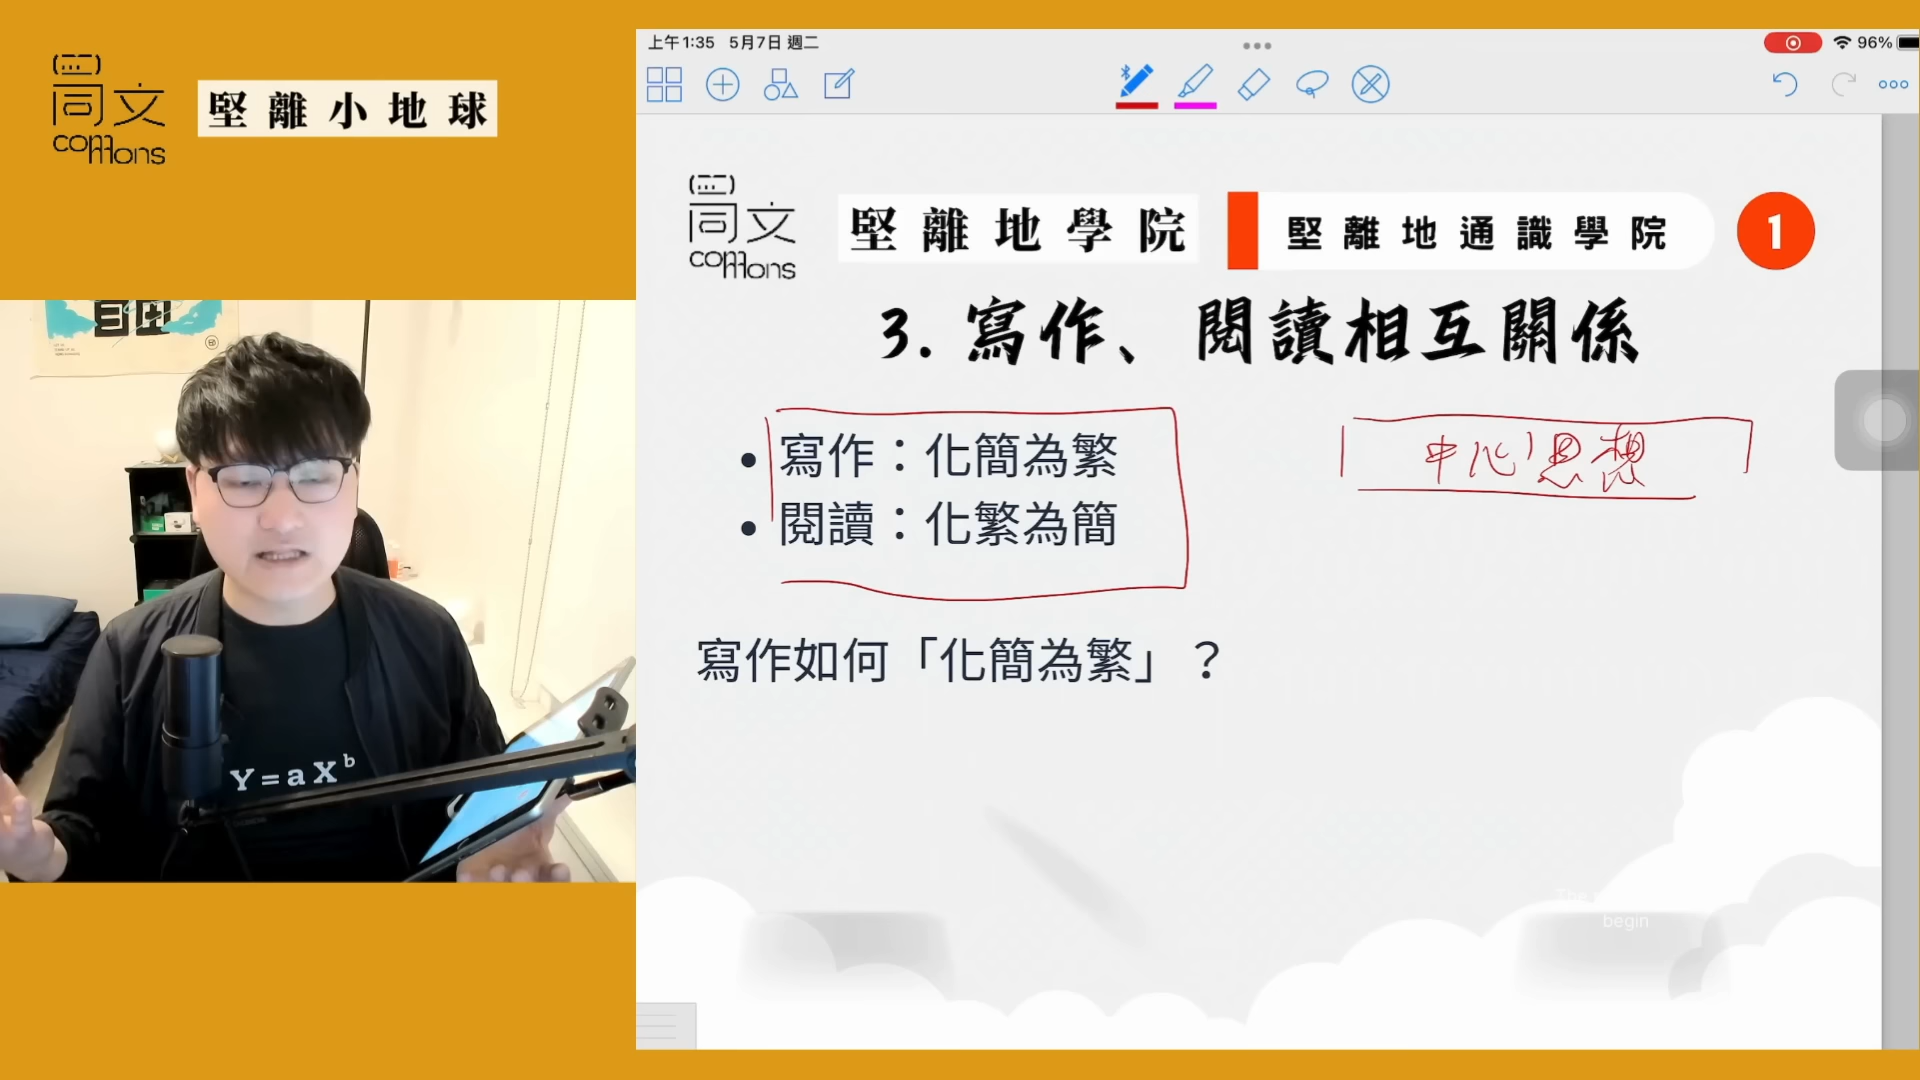 同文
commons
堅離小地球
Y=aXᵇ
上午1:35 5月7日 週二
96%
同文
commons
堅離地學院
堅離地通識學院
1
3. 寫作、閱讀相互關係
• 寫作：化簡為繁
• 閱讀：化繁為簡
中心思想
寫作如何「化簡為繁」？
begin